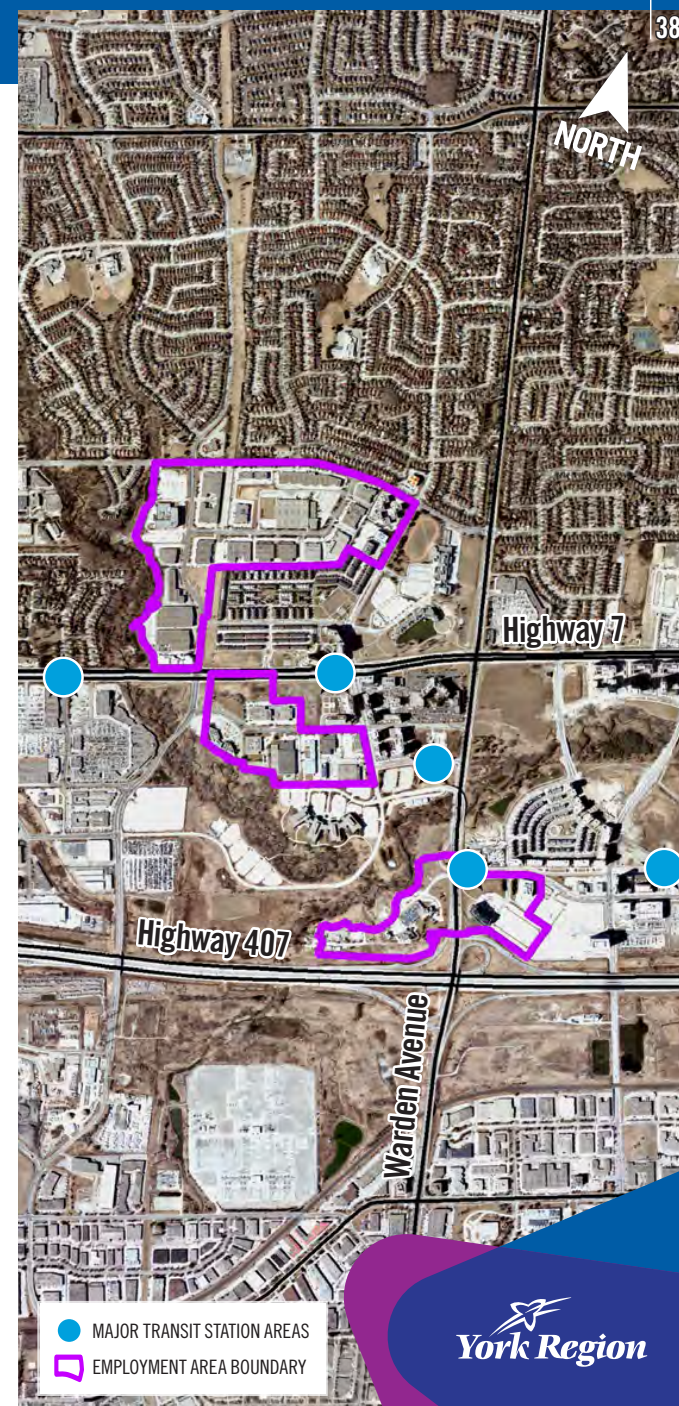 38
NORTH
Highway 7
Highway 407
Warden Avenue
MAJOR TRANSIT STATION AREAS
EMPLOYMENT AREA BOUNDARY
York Region